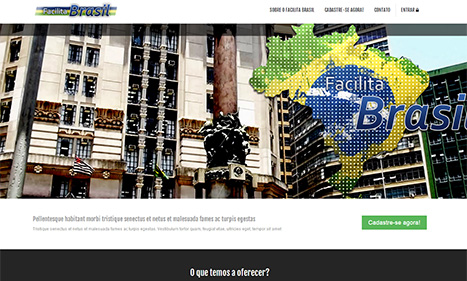 Facilita Brasil
SOBRE O FACILITA BRASIL CADASTRE-SE AGORA! CONTATO ENTRAR
Facilita
Brasil
Pellentesque habitant morbi tristique senectus et netus et malesuada fames ac turpis egestas
Tristique senectus et netus et malesuada fames ac turpis egestas. Vestibulum tortor quam, feugiat vitae, ultricies eget, tempor sit amet
Cadastre-se agora!
O que temos a oferecer?